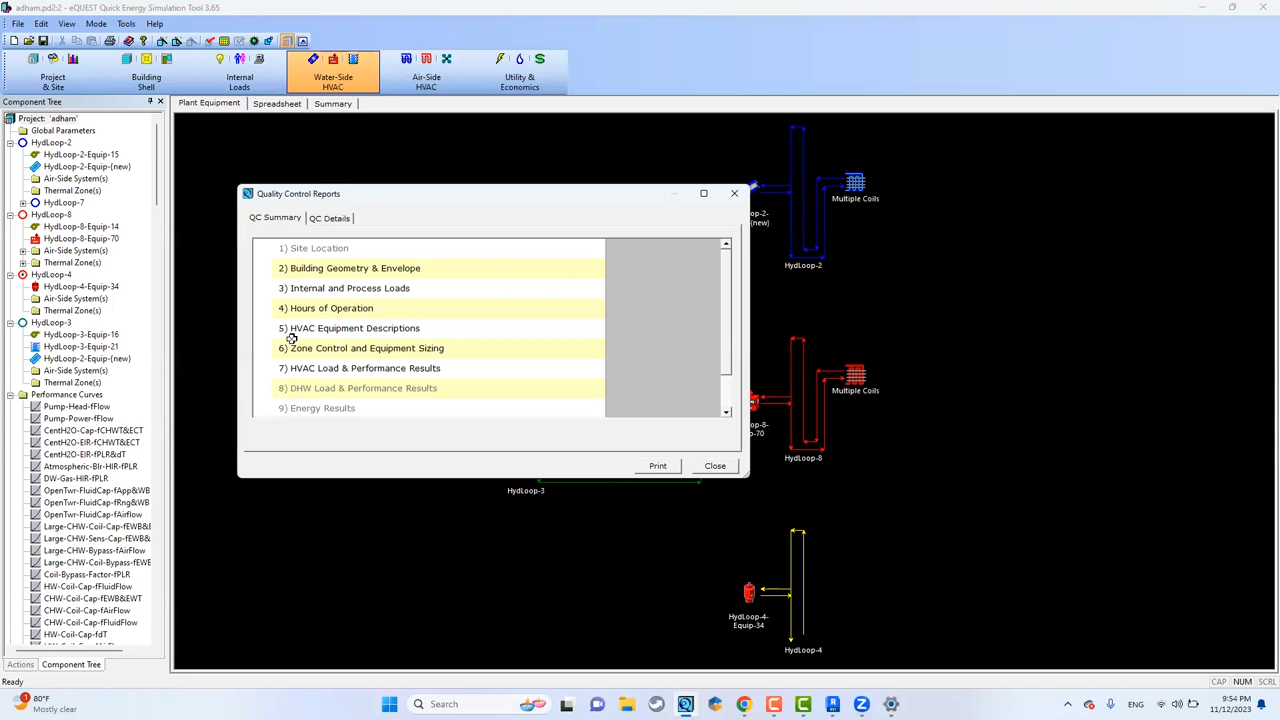 adham.pd2:2 - eQUEST Quick Energy Simulation Tool 3.65
File Edit View Mode Tools Help
Project & Site
Building Shell
Internal Loads
Water-Side HVAC
Air-Side HVAC
Utility & Economics
Component Tree
Project: 'adham'
Global Parameters
HydLoop-2
HydLoop-2-Equip-15
HydLoop-2-Equip-(new)
Air-Side System(s)
Thermal Zone(s)
HydLoop-7
HydLoop-8
HydLoop-8-Equip-14
HydLoop-8-Equip-70
Air-Side System(s)
Thermal Zone(s)
HydLoop-4
HydLoop-4-Equip-34
Air-Side System(s)
Thermal Zone(s)
HydLoop-3
HydLoop-3-Equip-16
HydLoop-3-Equip-21
HydLoop-3-Equip-(new)
Air-Side System(s)
Thermal Zone(s)
Performance Curves
Pump-Head-fFlow
Pump-Power-fFlow
CentH2O-Cap-fCHWT&ECT
CentH2O-EIR-fCHWT&ECT
CentH2O-EIR-fPLR&dT
Atmospheric-Blr-HIR-fPLR
DW-Gas-HIR-fPLR
OpenTwr-FluidCap-fApp&WB
OpenTwr-FluidCap-fRng&WB
OpenTwr-FluidCap-fAirflow
Large-CHW-Coil-Cap-fEWB&E
Large-CHW-Sens-Cap-fEWB&
Large-CHW-Bypass-fAirFlow
Large-CHW-Bypass-fEWE
Coil-Bypass-Factor-fPLR
HW-Coil-Cap-fFluidFlow
CHW-Coil-Cap-fEWB&EWT
CHW-Coil-Cap-fAirFlow
CHW-Coil-Cap-fFluidFlow
HW-Coil-Cap-fdT
Actions Component Tree
Plant Equipment Spreadsheet Summary
Quality Control Reports
QC Summary QC Details
1) Site Location
2) Building Geometry & Envelope
3) Internal and Process Loads
4) Hours of Operation
5) HVAC Equipment Descriptions
6) Zone Control and Equipment Sizing
7) HVAC Load & Performance Results
8) DHW Load & Performance Results
9) Energy Results
Print Close
Multiple Coils
oop-2-
(new)
HydLoop-2
Multiple Coils
oop-8-
ip-70
HydLoop-8
HydLoop-3
HydLoop-4-
Equip-34
HydLoop-4
Ready
CAP NUM SCRL
80°F
Mostly clear
Search
ENG
9:54 PM
11/12/2023